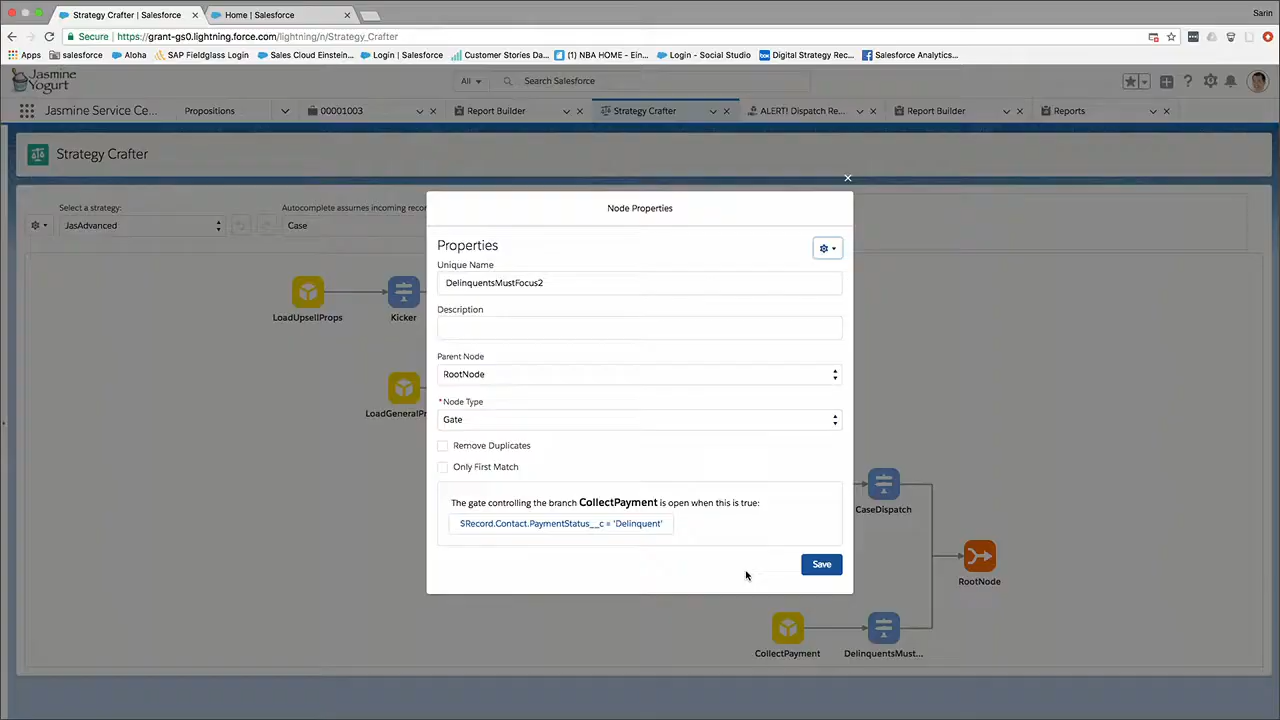 Strategy Crafter | Salesforce
Home | Salesforce
Sarin
Secure | https://grant-gs0.lightning.force.com/lightning/n/Strategy_Crafter
Apps salesforce Aloha SAP Fieldglass Login Sales Cloud Einstein... Login | Salesforce Customer Stories Da... (1) NBA HOME - Ein... Login - Social Studio Digital Strategy Rec... Salesforce Analytics...
Jasmine
Yogurt
All Search Salesforce
Jasmine Service Ce... Propositions 00001003 Report Builder Strategy Crafter ALERT! Dispatch Re... Report Builder Reports
Strategy Crafter
Select a strategy:
JasAdvanced
Autocomplete assumes incoming recor
Case
Node Properties
Properties
Unique Name
DelinquentsMustFocus2
Description
Parent Node
RootNode
*Node Type
Gate
Remove Duplicates
Only First Match
The gate controlling the branch CollectPayment is open when this is true:
$Record.Contact.PaymentStatus__c = 'Delinquent'
Save
LoadUpsellProps
Kicker
LoadGeneralPr
CaseDispatch
RootNode
CollectPayment
DelinquentsMust...